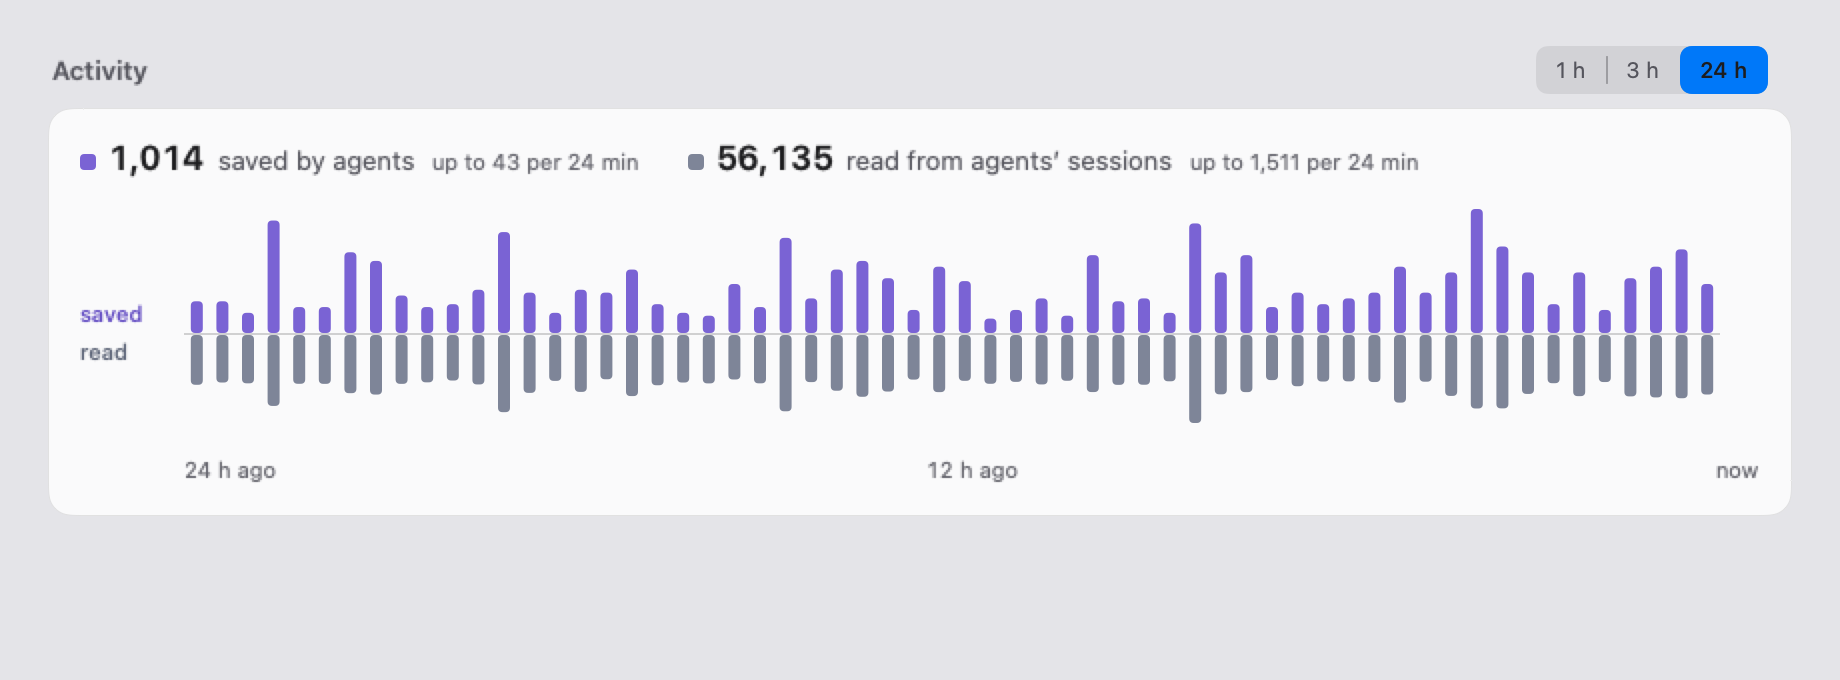 Activity
1 h
3 h
24 h
1,014 saved by agents up to 43 per 24 min
56,135 read from agents’ sessions up to 1,511 per 24 min
saved
read
24 h ago
12 h ago
now